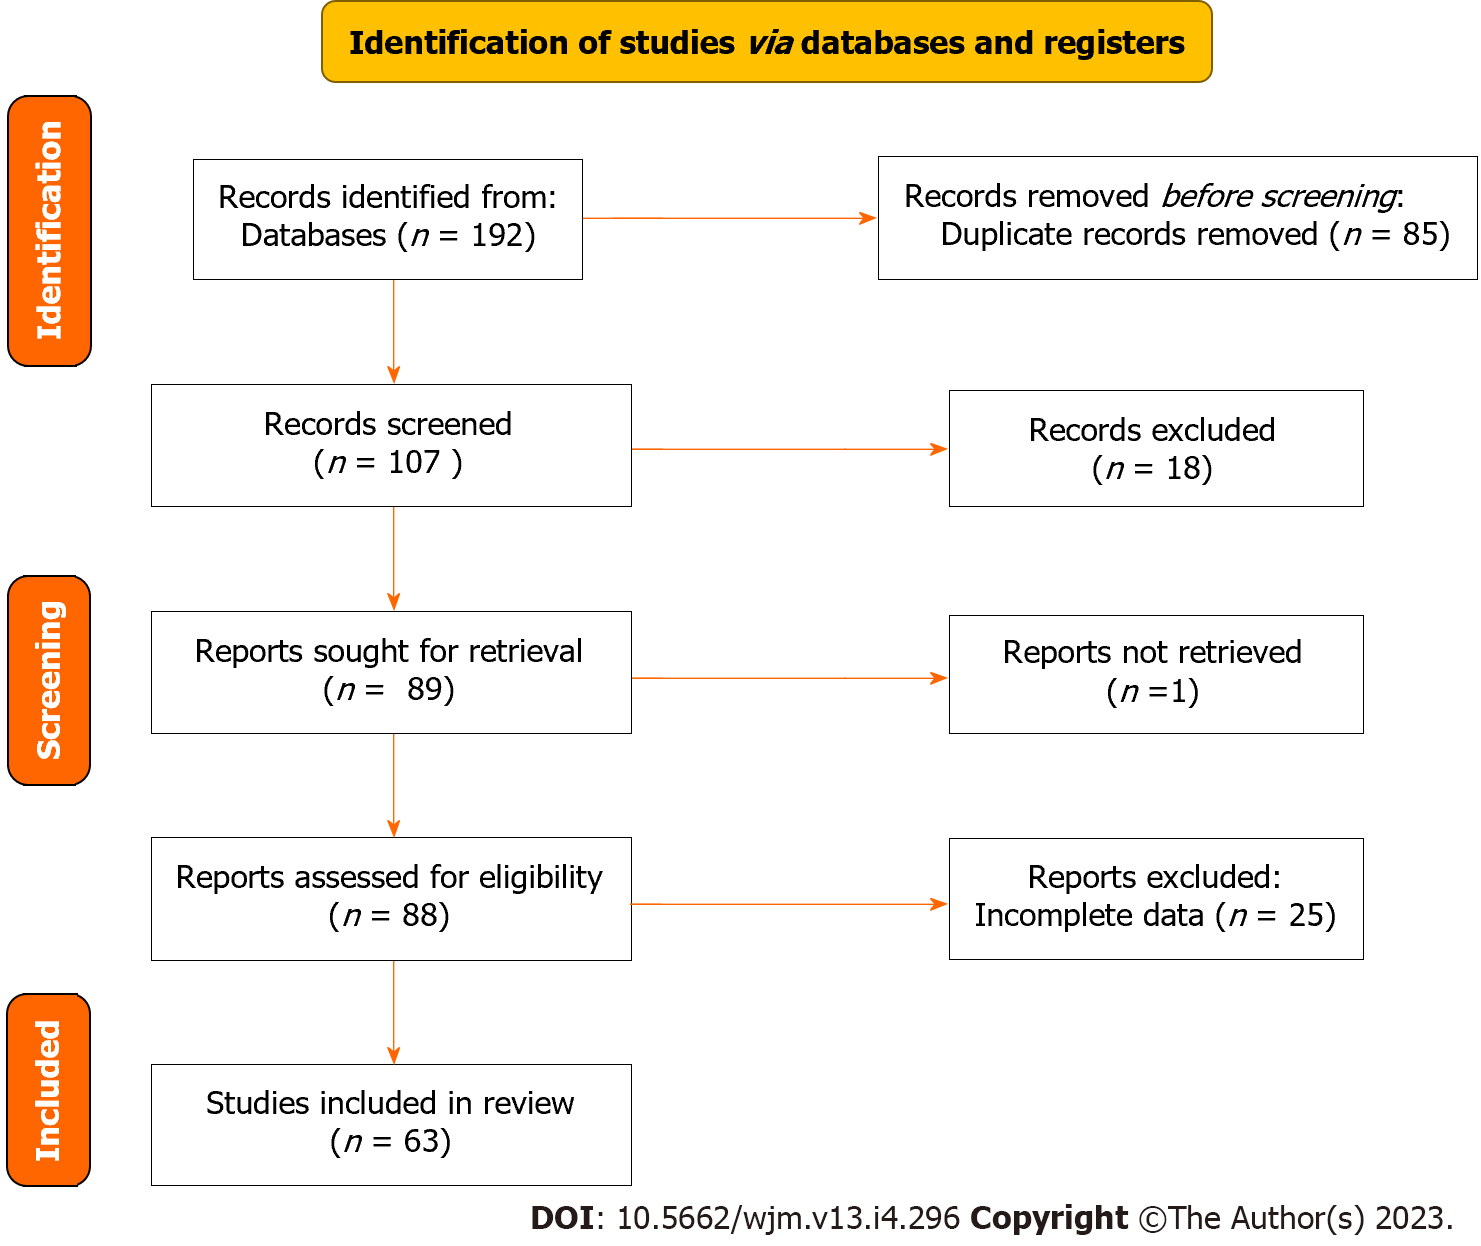 Identification of studies via databases and registers
Identification
Records identified from:
Databases (n = 192)
Records removed before screening:
Duplicate records removed (n = 85)
Records screened
(n = 107 )
Records excluded
(n = 18)
Screening
Reports sought for retrieval
(n =  89)
Reports not retrieved
(n =1)
Reports assessed for eligibility
(n = 88)
Reports excluded:
Incomplete data (n = 25)
Included
Studies included in review
(n = 63)
DOI: 10.5662/wjm.v13.i4.296 Copyright ©The Author(s) 2023.